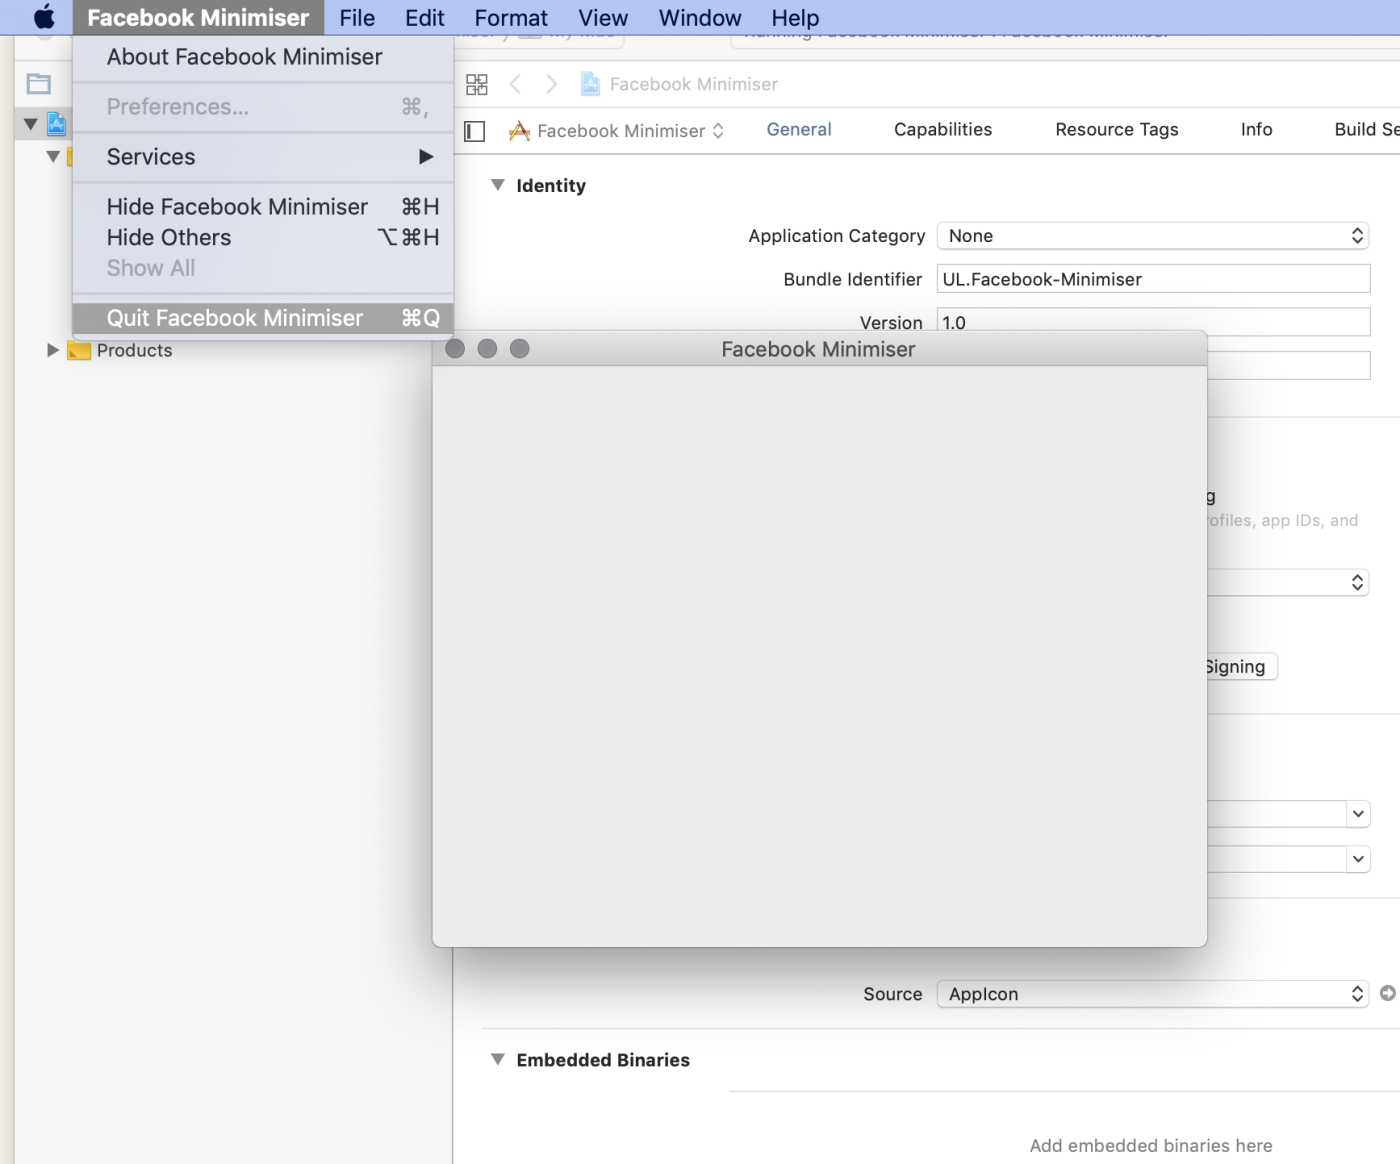 Facebook Minimiser File Edit Format View Window Help
About Facebook Minimiser
Preferences... ⌘,
Services
Hide Facebook Minimiser ⌘H
Hide Others ⌥⌘H
Show All
Quit Facebook Minimiser ⌘Q
Products
Facebook Minimiser
Facebook Minimiser General Capabilities Resource Tags Info Build Se
Identity
Application Category None
Bundle Identifier UL.Facebook-Minimiser
Version 1.0
Facebook Minimiser
g
rofiles, app IDs, and
Signing
Source AppIcon
Embedded Binaries
Add embedded binaries here